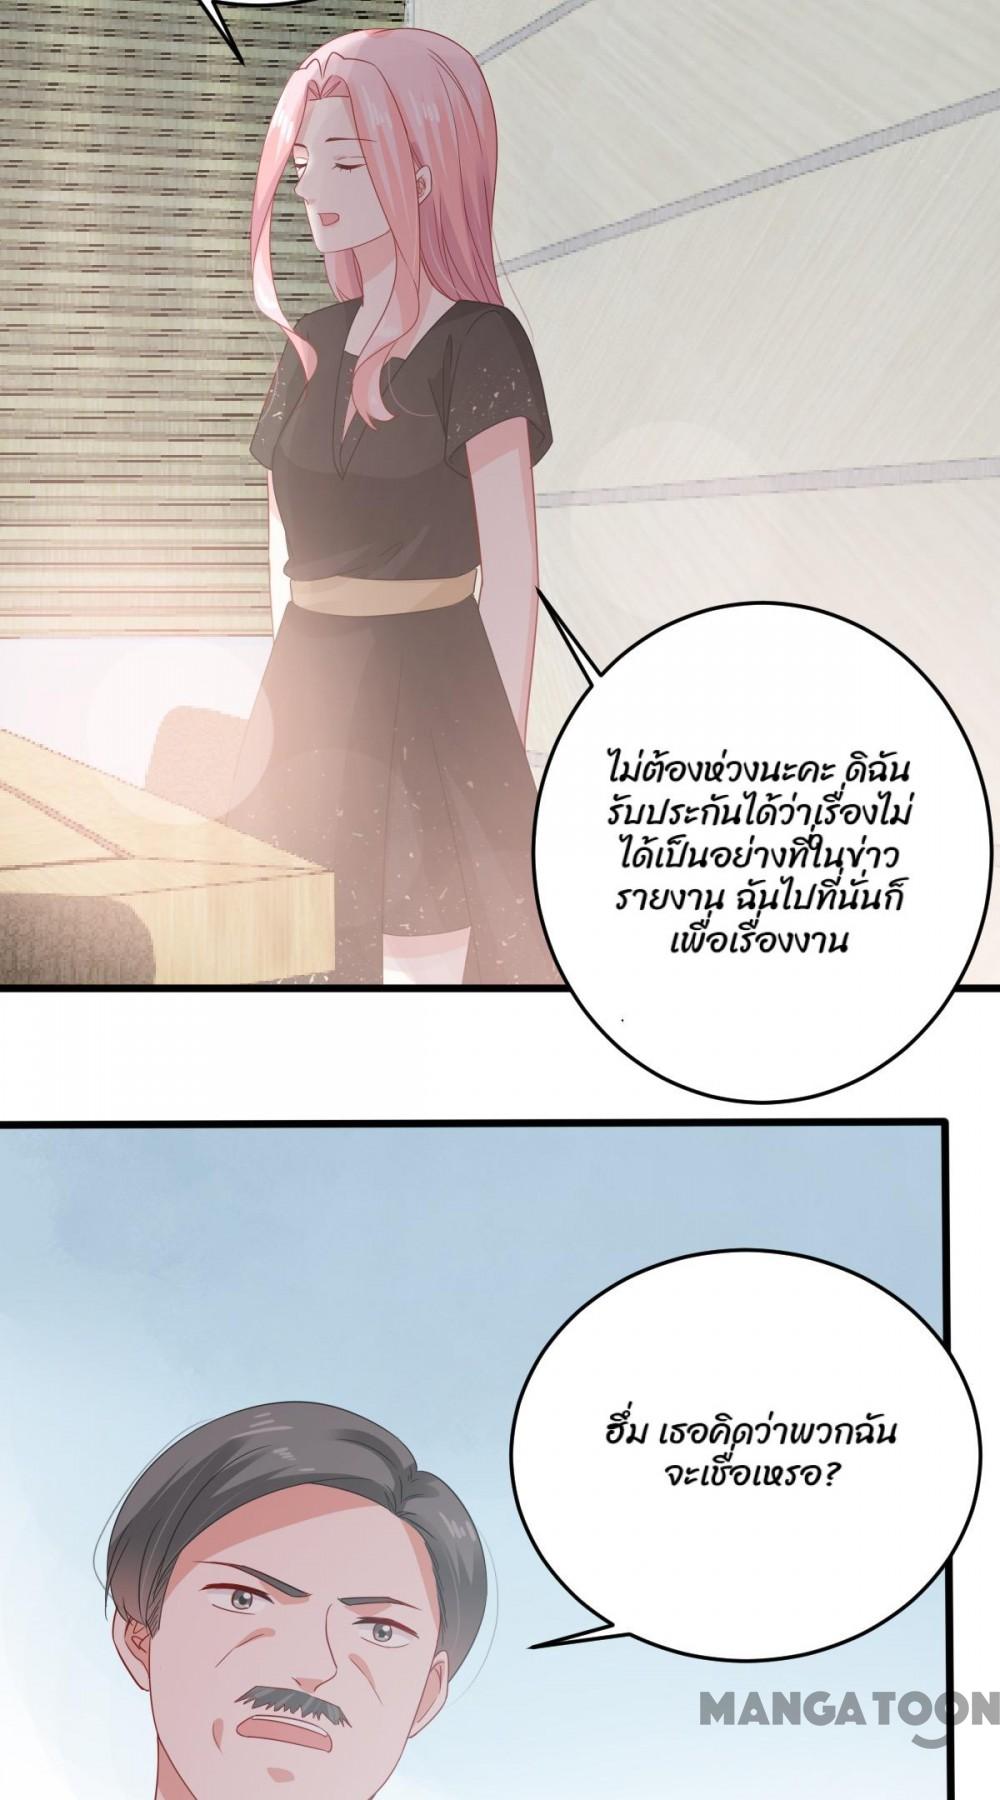 ไม่ต้องห่วงนะคะ ดิฉัน
รับประกันได้ว่าเรื่องไม่
ได้เป็นอย่างที่ในข่าว
รายงาน ฉันไปที่นั่นก็
เพื่อเรื่องงาน
ฮึ่ม เธอคิดว่าพวกฉัน
จะเชื่อเหรอ?
MANGATOON